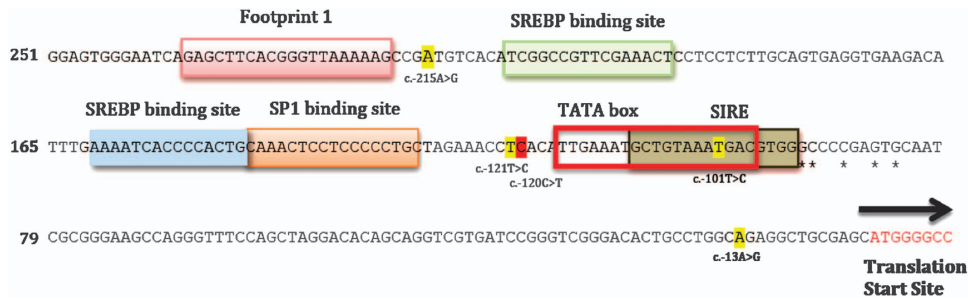 Footprint 1 SREBP binding site
251 GGAGTGGGAATCAGAGCTTCACGGGTTAAAAAGCCGATGTCACATCGGCCGTTCGAAACTCCTCCTCTTGCAGTGAGGTGAAGACA
c.-215A>G
SREBP binding site SP1 binding site TATA box SIRE
165 TTTGAAAATCACCCCACTGCAAACTCCTCCCCCTGCTAGAAACCTCACATTGAAATGCTGTAAATGACGTGGGCCCCGAGTGCAAT
c.-121T>C c.-101T>C ** * * *
c.-120C>T
79 CGCGGGAAGCCAGGGTTTCCAGCTAGGACACAGCAGGTCGTGATCCGGGTCGGGACACTGCCTGGCAGAGGCTGCGAGCATGGGGCC
c.-13A>G
Translation
Start Site